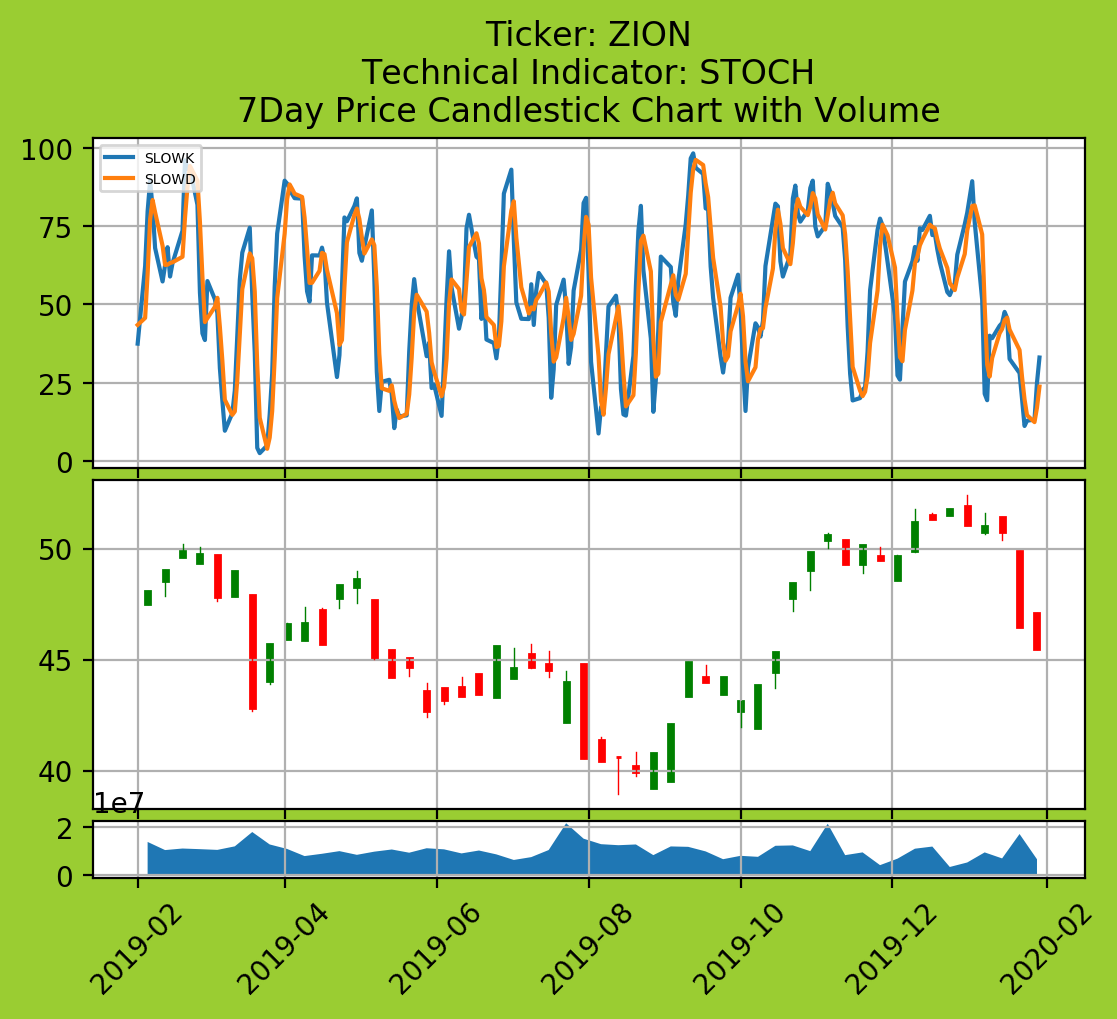 Ticker: ZION
Technical Indicator: STOCH
7Day Price Candlestick Chart with Volume
100
75
50
25
0
SLOWK
SLOWD
50
45
40
1e7
2
0
2019-02
2019-04
2019-06
2019-08
2019-10
2019-12
2020-02